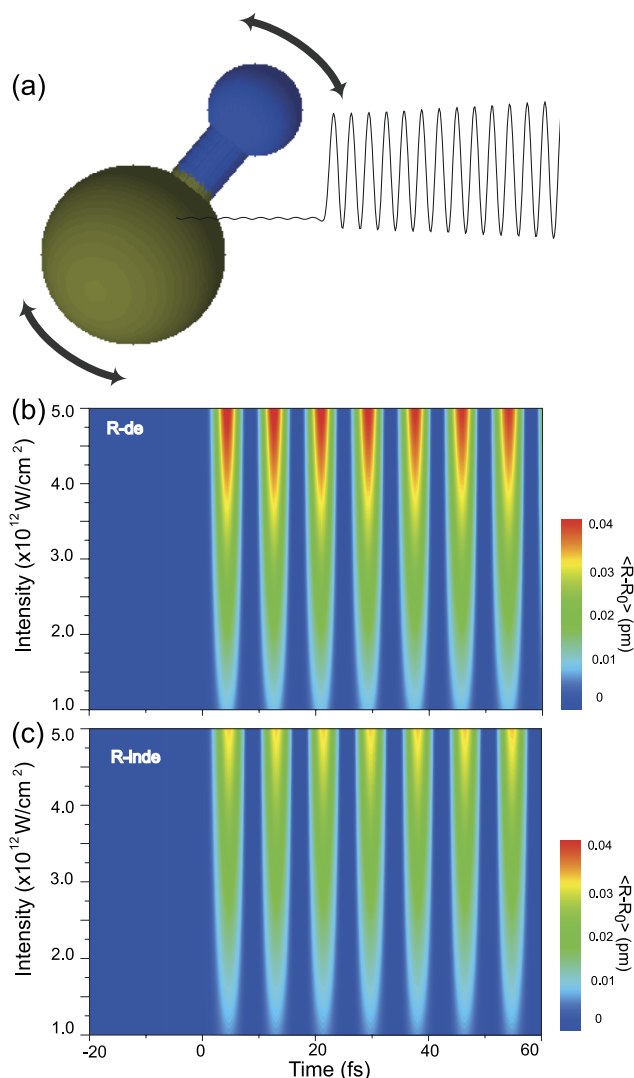 (a)
(b)
R-de
Intensity (x10¹² W/cm²)
5.0
4.0
3.0
2.0
1.0
0.04
0.03
0.02
0.01
0
<R-R₀> (pm)
(c)
R-inde
Intensity (x10¹² W/cm²)
5.0
4.0
3.0
2.0
1.0
0.04
0.03
0.02
0.01
0
<R-R₀> (pm)
-20 0 20 40 60
Time (fs)